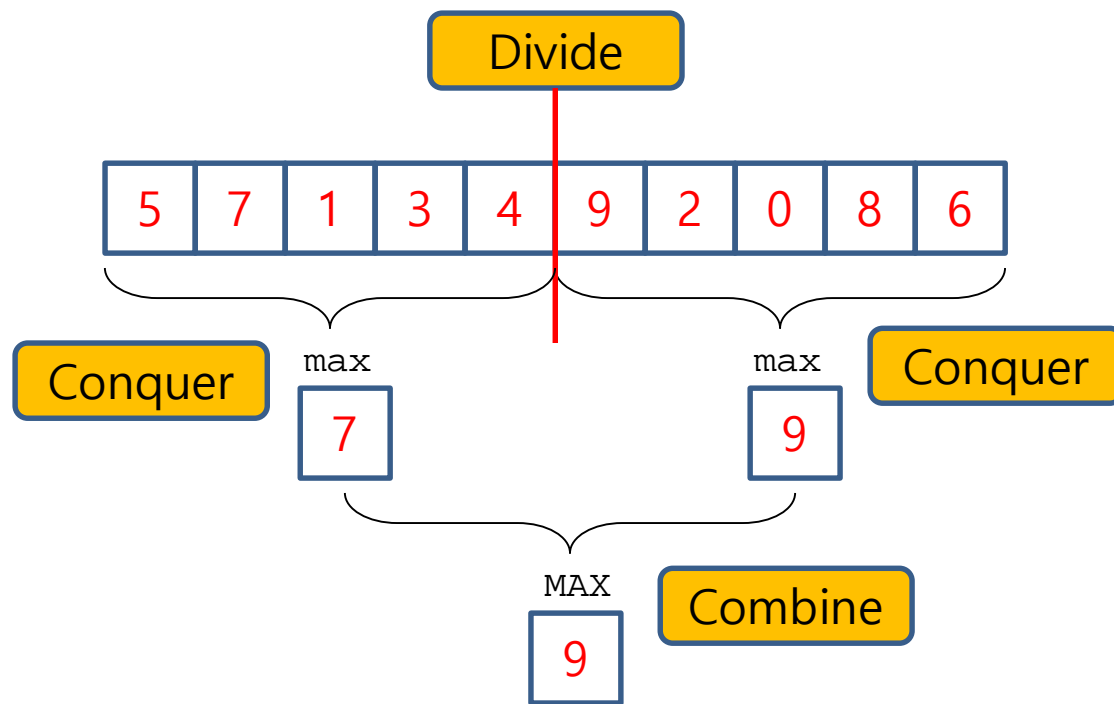 Divide
5 7 1 3 4 9 2 0 8 6
Conquer
max
max
Conquer
7
9
MAX
Combine
9